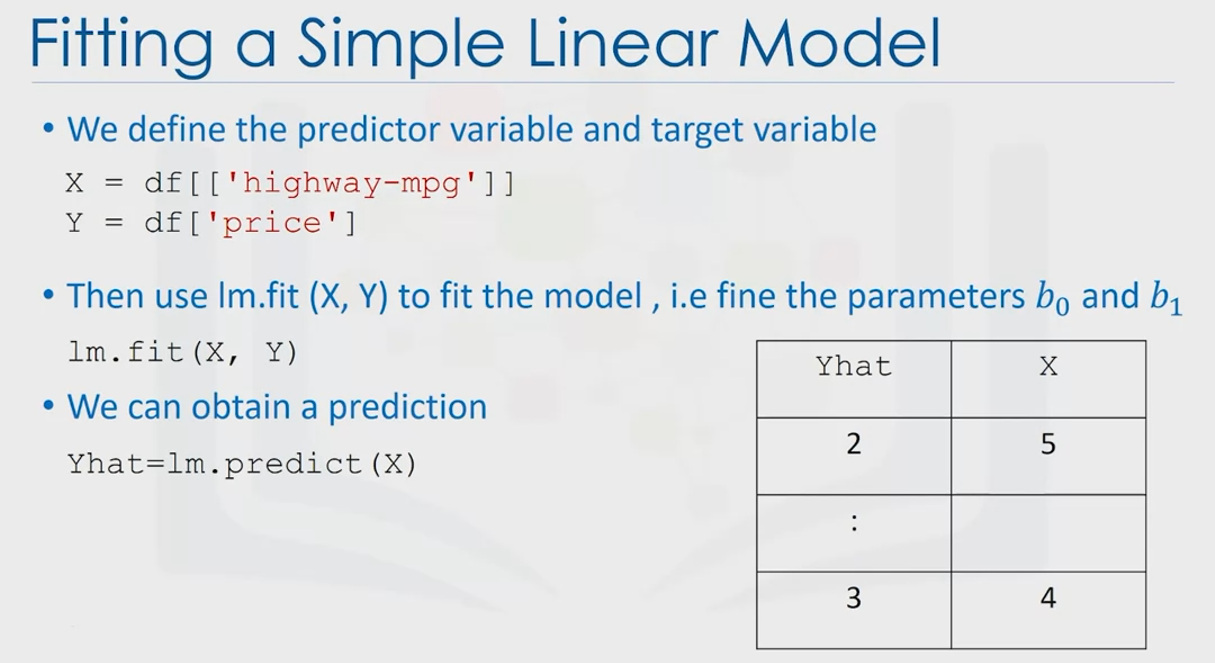 Fitting a Simple Linear Model
• We define the predictor variable and target variable
X = df[['highway-mpg']]
Y = df['price']
• Then use lm.fit (X, Y) to fit the model , i.e fine the parameters b₀ and b₁
lm.fit(X, Y)
• We can obtain a prediction
Yhat=lm.predict(X)
Yhat X
2 5
:
3 4